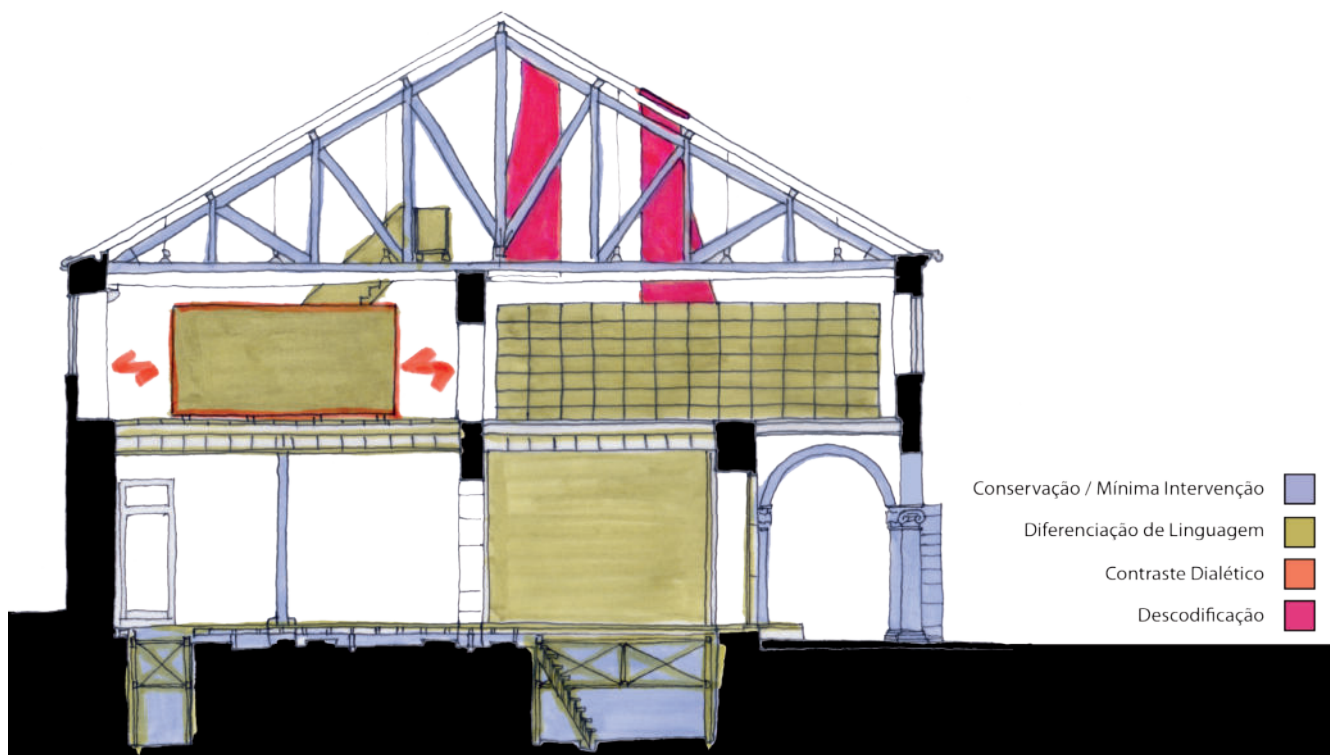 Conservação / Mínima Intervenção
Diferenciação de Linguagem
Contraste Dialético
Descodificação